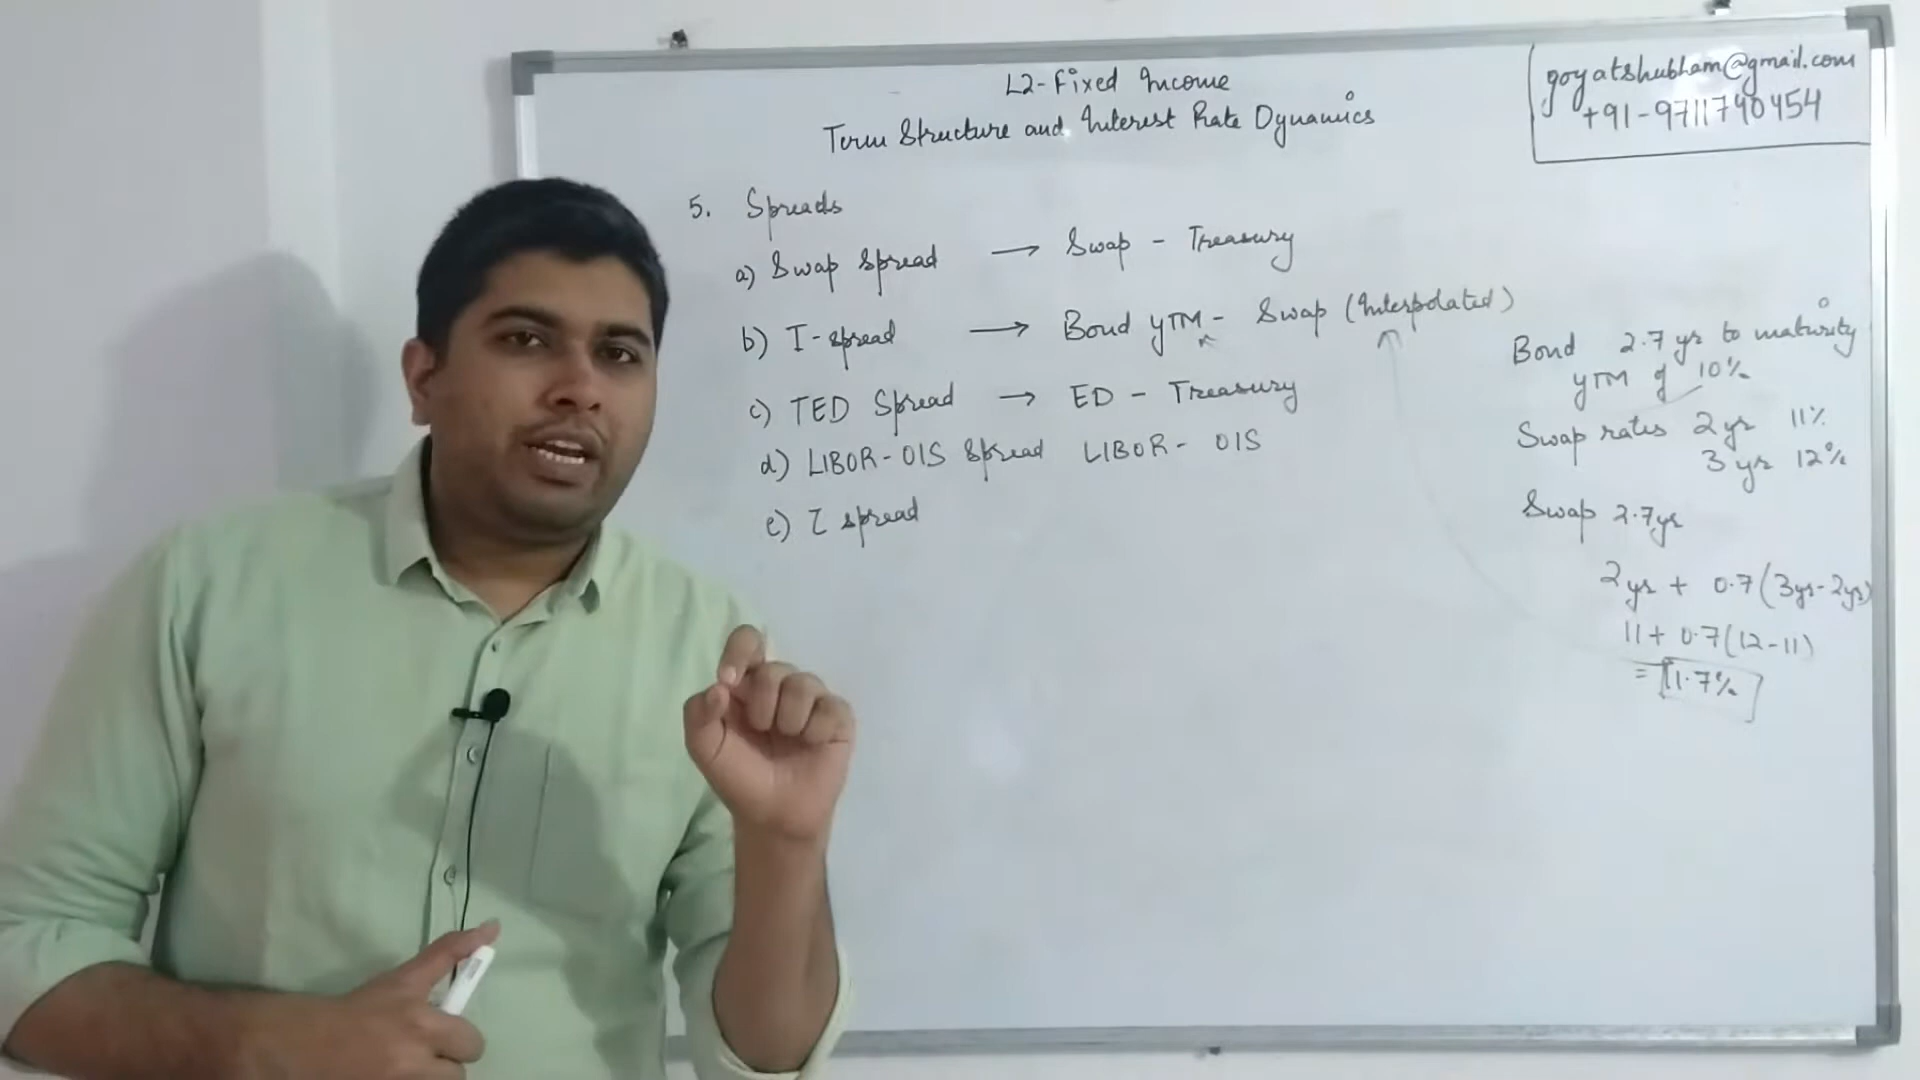 L2-Fixed Income
Term Structure and Interest Rate Dynamics
goyatshubham@gmail.com
+91-9711740454
5. Spreads
a) Swap Spread → Swap - Treasury
b) I-spread → Bond YTM - Swap (Interpolated)
c) TED Spread → ED - Treasury
d) LIBOR-OIS Spread LIBOR- OIS
e) Z spread
Bond 2.7 yr to maturity
YTM of 10%
Swap rates 2yr 11%
3 yr 12%
Swap 2.7yr
2yr + 0.7(3yr-2yr)
11+ 0.7(12-11)
= 11.7%